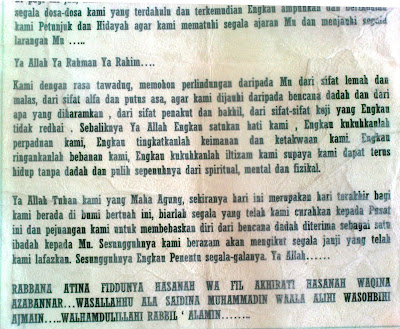 segala dosa-dosa kami yang terdahulu dan terkemudian Engkau ampunkan dan
kami Petunjuk dan Hidayah agar kami mematuhi segala ajaran Mu dan menjauhi segala
larangan Mu .....
Ya Allah Ya Rahman Ya Rahim....
Kami dengan rasa tawaduq, memohon perlindungan daripada Mu dari sifat lemah dan
malas, dari sifat alfa dan putus asa, agar kami dijauhi daripada bencana dadah dan dari
apa yang diharamkan , dari sifat penakut dan bakhil, dari sifat-sifat keji yang Engkau
tidak redhai . Sebaliknya Ya Allah Engkau satukan hati kami , Engkau kukuhkanlah
perpaduan kami, Engkau tingkatkanlah keimanan dan ketakwaan kami. Engkau
ringankanlah bebanan kami, Engkau kukuhkanlah iltizam kami supaya kami dapat terus
hidup tanpa dadah dan pulih sepenuhnya dari spiritual, mental dan fizikal.
Ya Allah Tuhan kami yang Maha Agung, sekiranya hari ini merupakan hari terakhir bagi
kami berada di bumi bertuah ini, biarlah segala yang telah kami curahkan kepada Pusat
ini dan pejuangan kami untuk membebaskan diri dari bencana dadah diterima sebagai satu
ibadah kepada Mu. Sesungguhnya kami berazam akan mengikut segala janji yang telah
kami lafazkan. Sesungguhnya Engkau Penentu segala-galanya. Ya Allah......
RABBANA ATINA FIDDUNYA HASANAH WA FIL AKHIRATI HASANAH WAQINA
AZABANNAR...WASALLAHHU ALA SAIDINA MUHAMMADIN WAALA ALIHI WASOHBIHI
AJMAIN.....WALHAMDULILLAHI RABBIL ' ALAMIN........